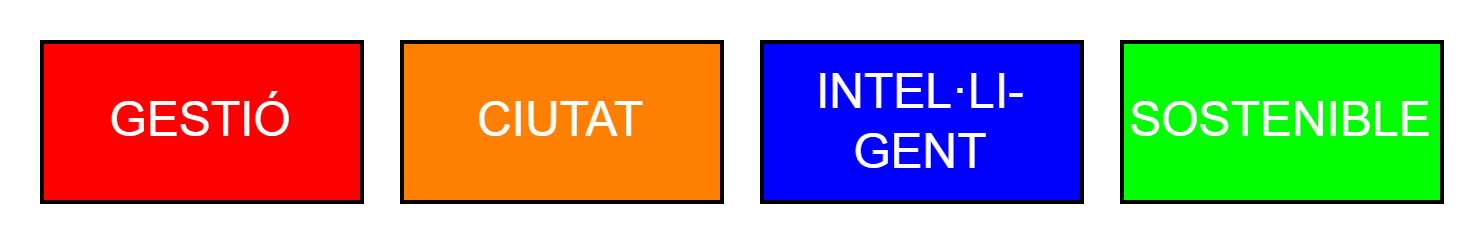 GESTIÓ
CIUTAT
INTEL·LI-
GENT
SOSTENIBLE